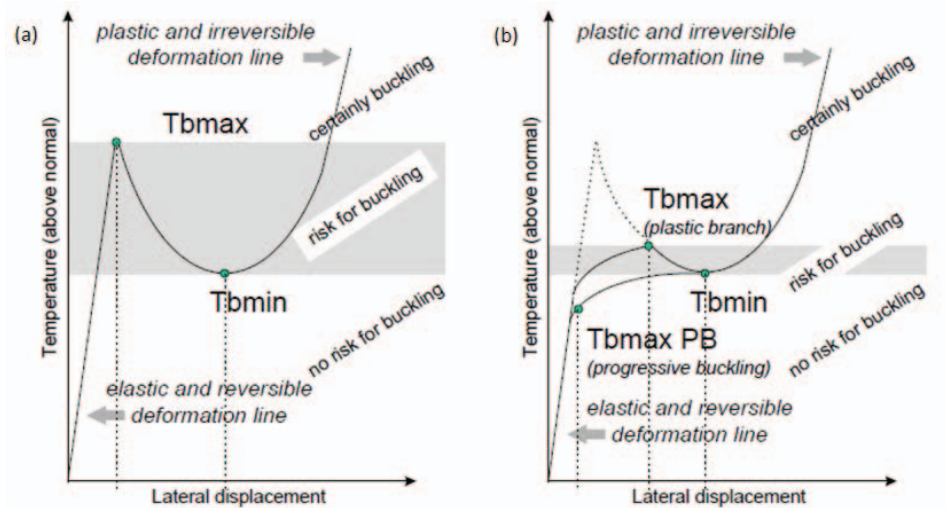 (a)
plastic and irreversible
deformation line
certainly buckling
Tbmax
risk for buckling
Tbmin
no risk for buckling
elastic and reversible
deformation line
Temperature (above normal)
Lateral displacement
(b)
plastic and irreversible
deformation line
certainly buckling
Tbmax
(plastic branch)
risk for buckling
Tbmin
Tbmax PB
(progressive buckling)
no risk for buckling
elastic and reversible
deformation line
Temperature (above normal)
Lateral displacement